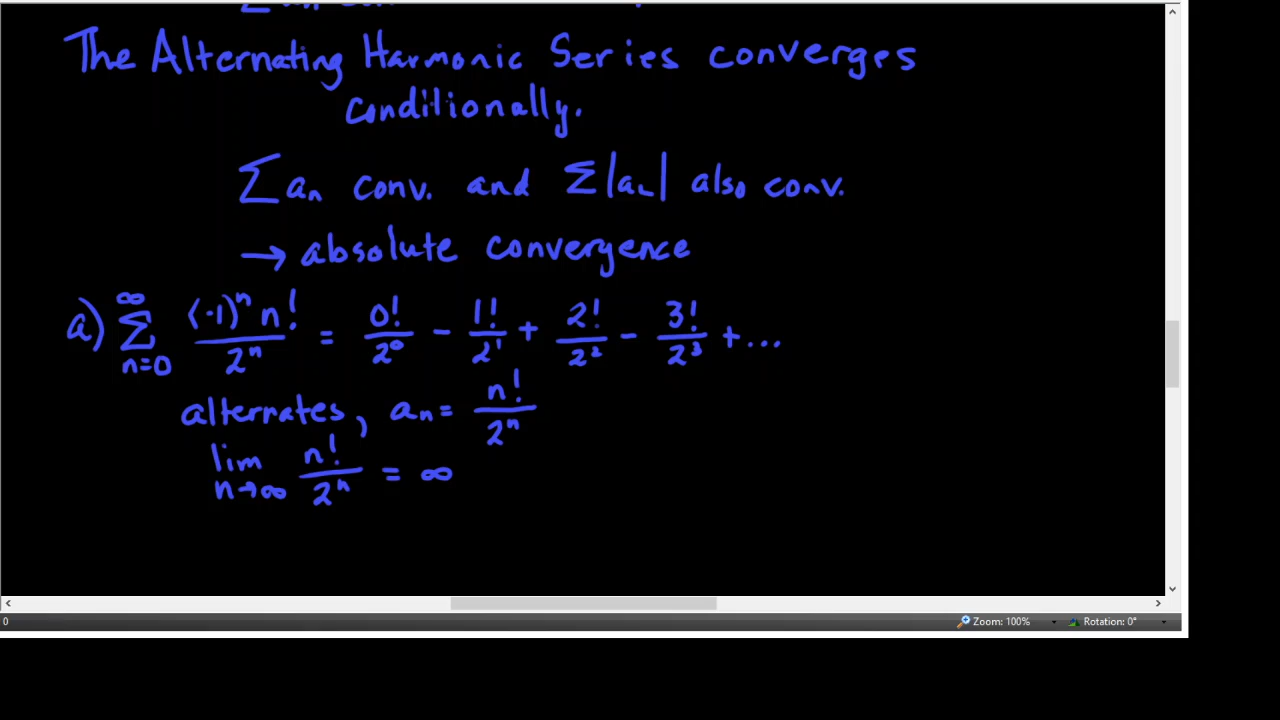 The Alternating Harmonic Series converges
conditionally.
∑ aₙ conv. and ∑|aₙ| also conv.
→ absolute convergence
a) ∑_{n=0}^{∞} (-1)ⁿ n! / 2ⁿ = 0!/2⁰ - 1!/2¹ + 2!/2² - 3!/2³ + ...
alternates, aₙ = n!/2ⁿ
lim_{n→∞} n!/2ⁿ = ∞
0 Zoom: 100% Rotation: 0°